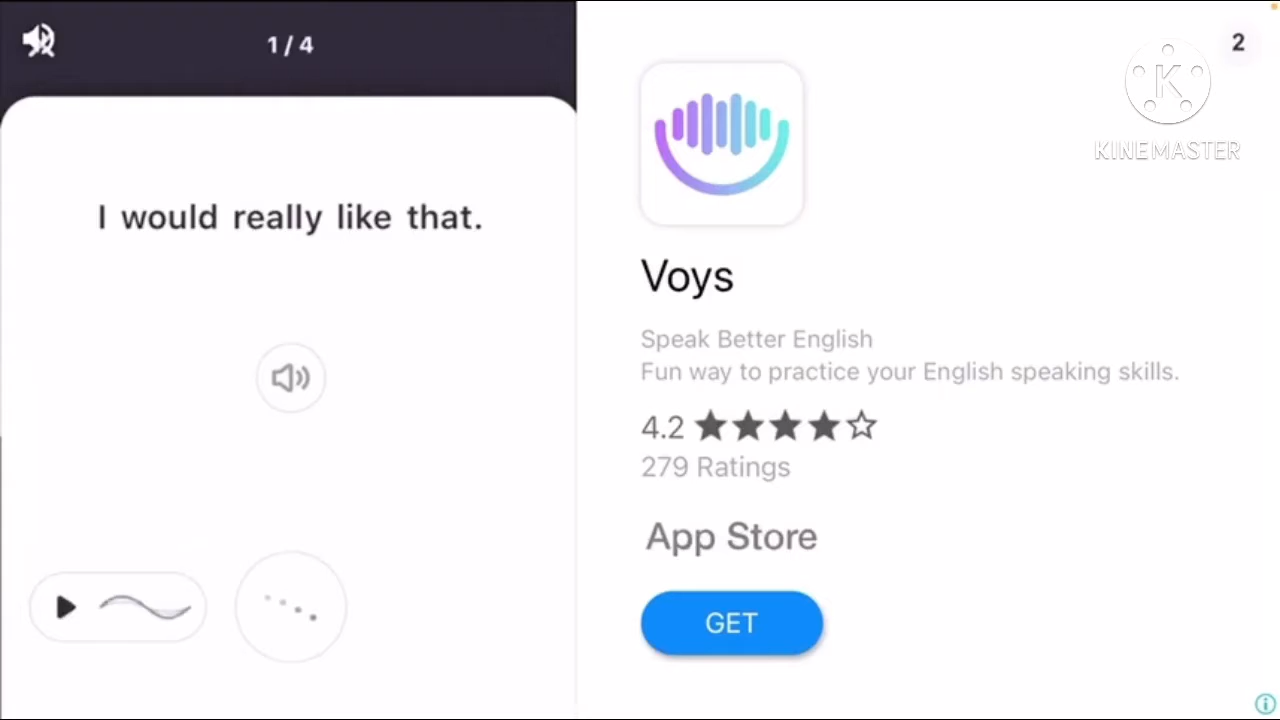 1 / 4
I would really like that.
2
K
KINEMASTER
Voys
Speak Better English
Fun way to practice your English speaking skills.
4.2
279 Ratings
App Store
GET